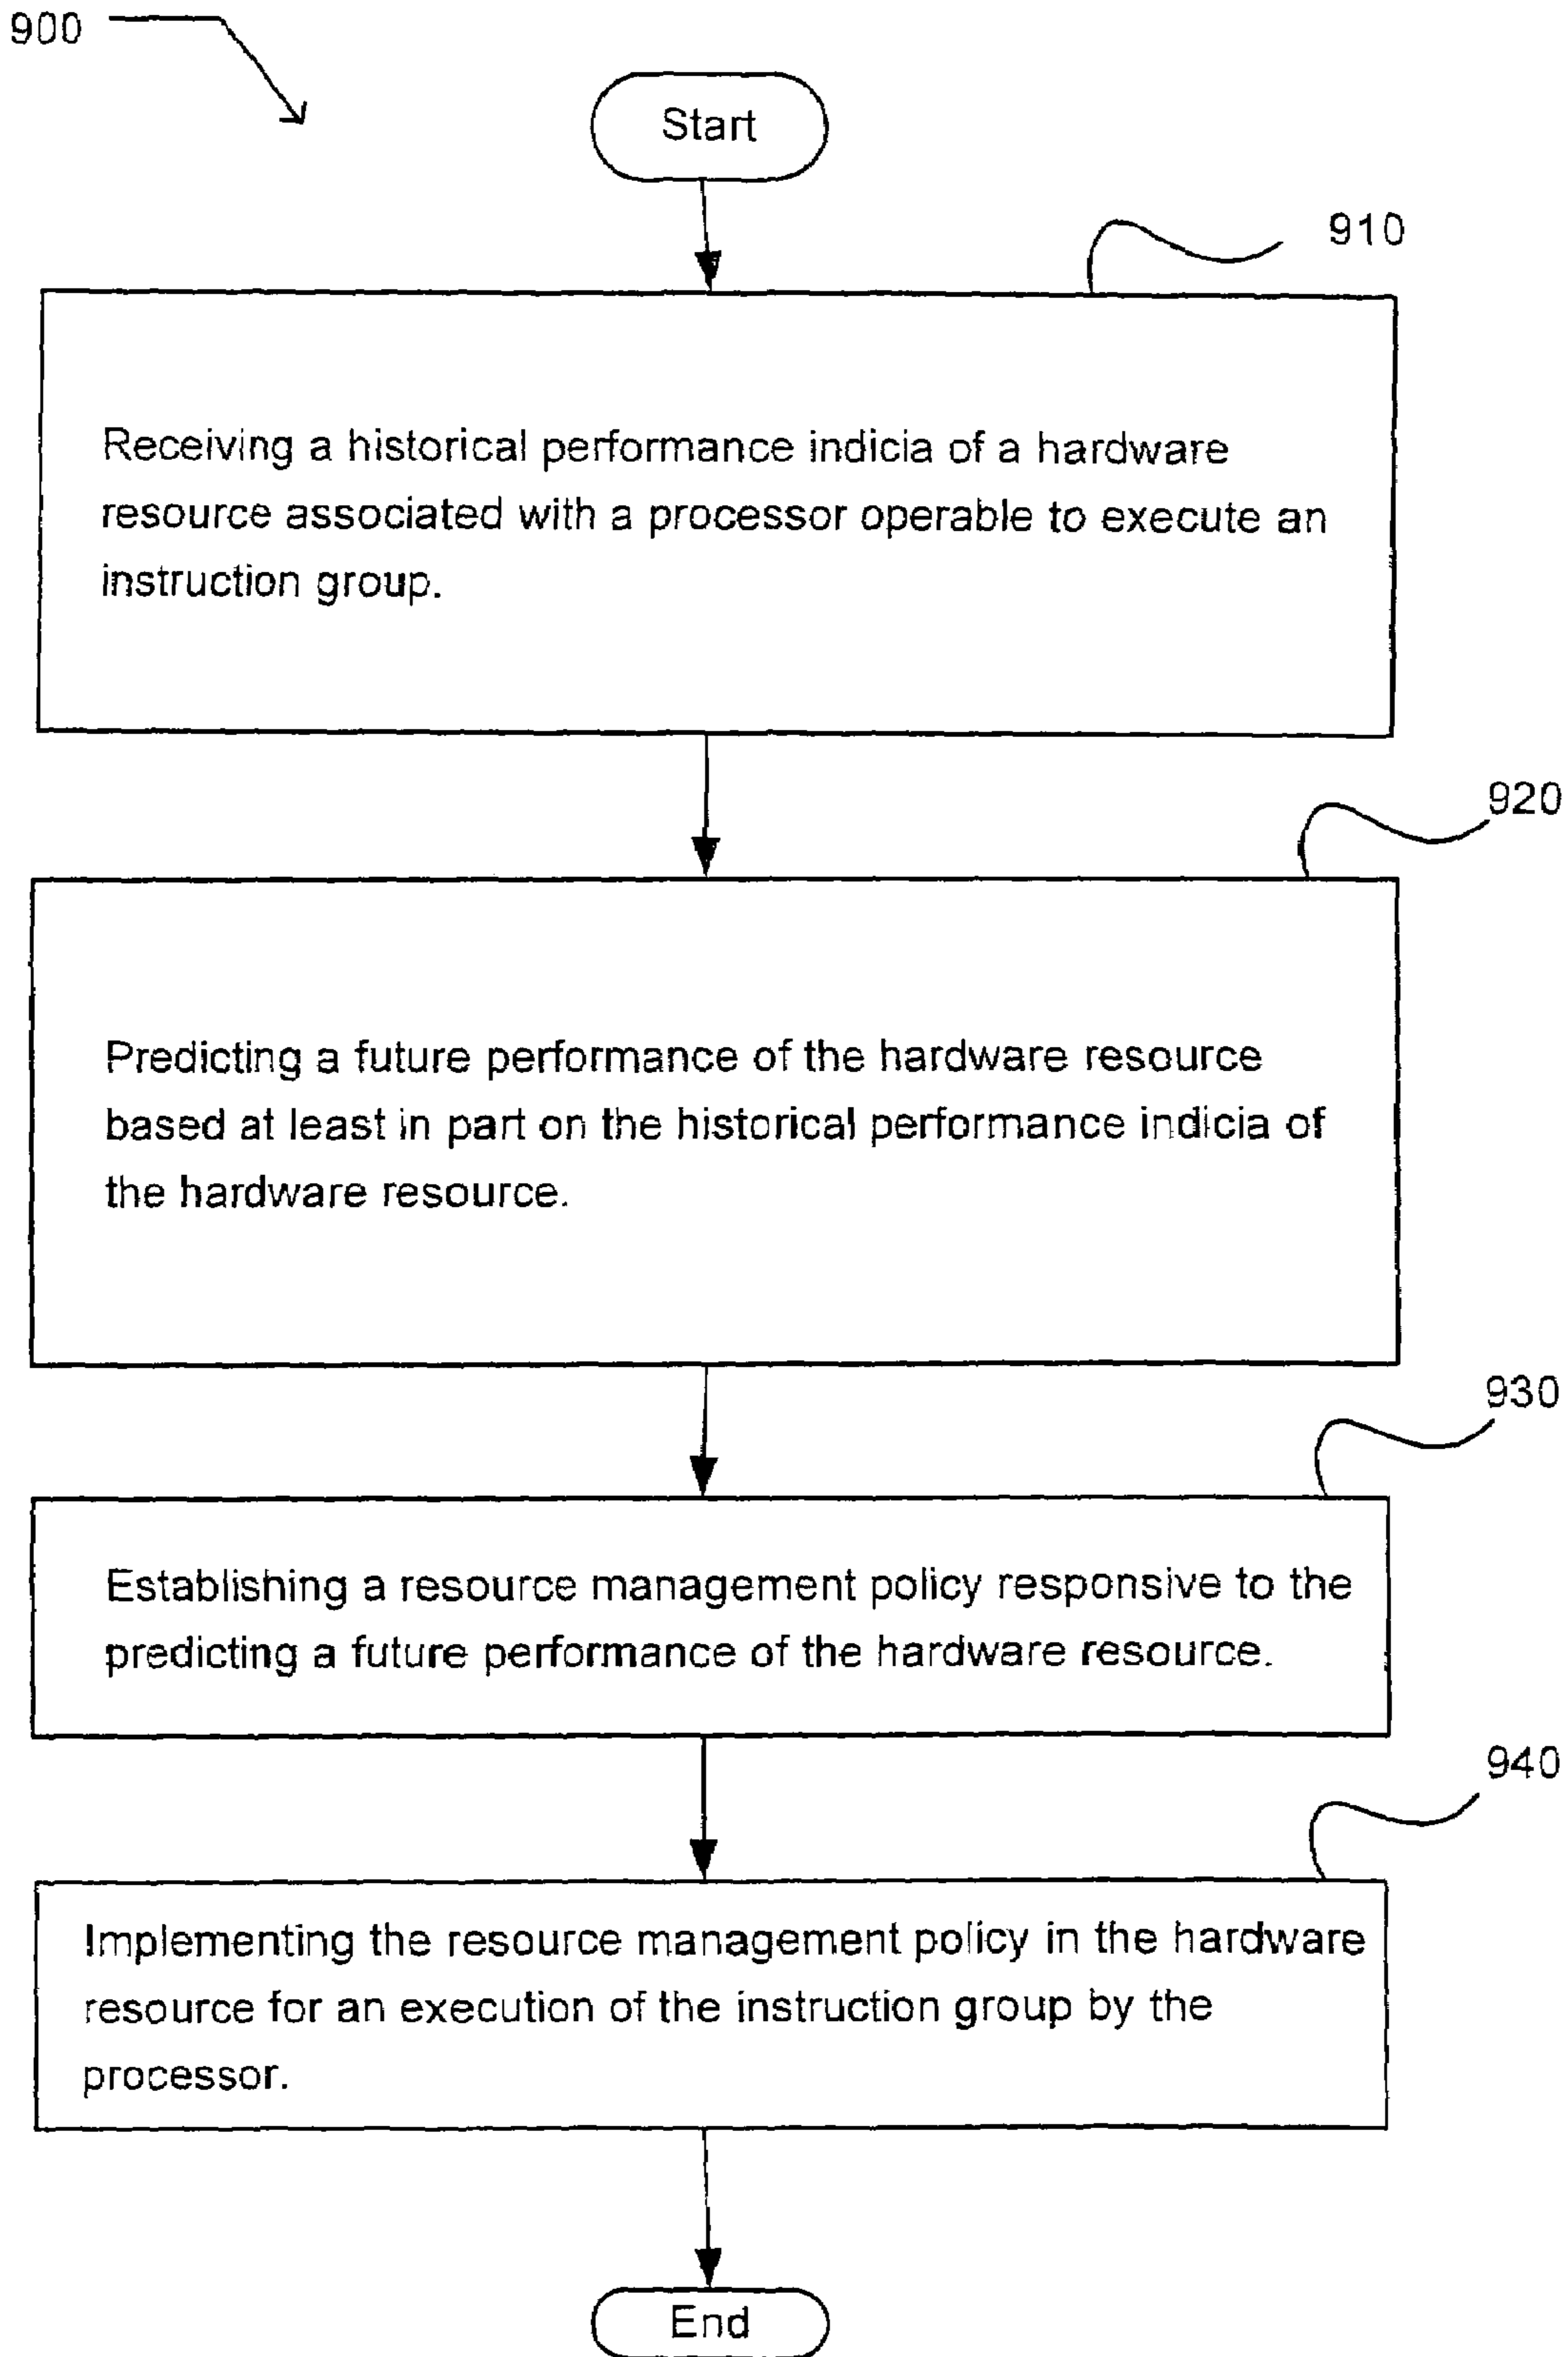 900
Start
910
Receiving a historical performance indicia of a hardware
resource associated with a processor operable to execute an
instruction group.
920
Predicting a future performance of the hardware resource
based at least in part on the historical performance indicia of
the hardware resource.
930
Establishing a resource management policy responsive to the
predicting a future performance of the hardware resource.
940
Implementing the resource management policy in the hardware
resource for an execution of the instruction group by the
processor.
End